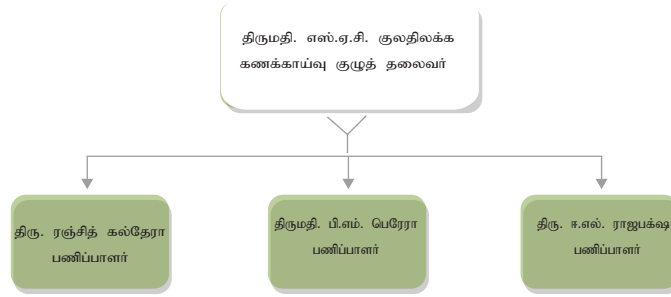 திருமதி. எஸ்.ஏ.சி. குலதிலக்க
கணக்காய்வு குழுத் தலைவர்
திரு. ரஞ்சித் கல்தேரா
பணிப்பாளர்
திருமதி. பி.எம். பெரேரா
பணிப்பாளர்
திரு. ஈ.எல். ராஜபக்ஷ
பணிப்பாளர்